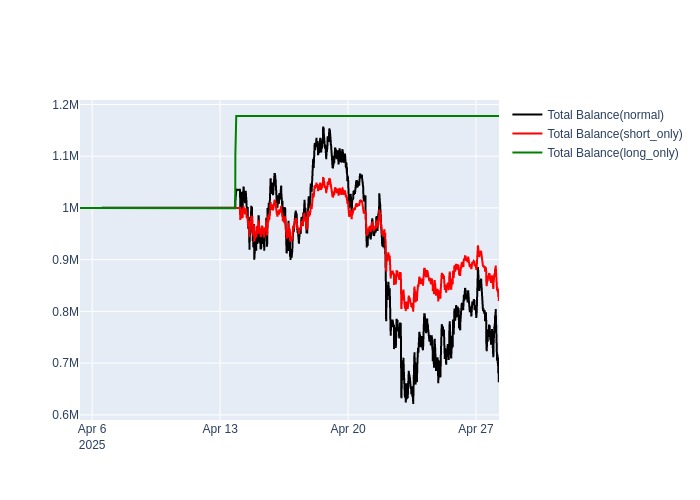 1.2M
1.1M
1M
0.9M
0.8M
0.7M
0.6M
Apr 6
2025
Apr 13
Apr 20
Apr 27
Total Balance(normal)
Total Balance(short_only)
Total Balance(long_only)